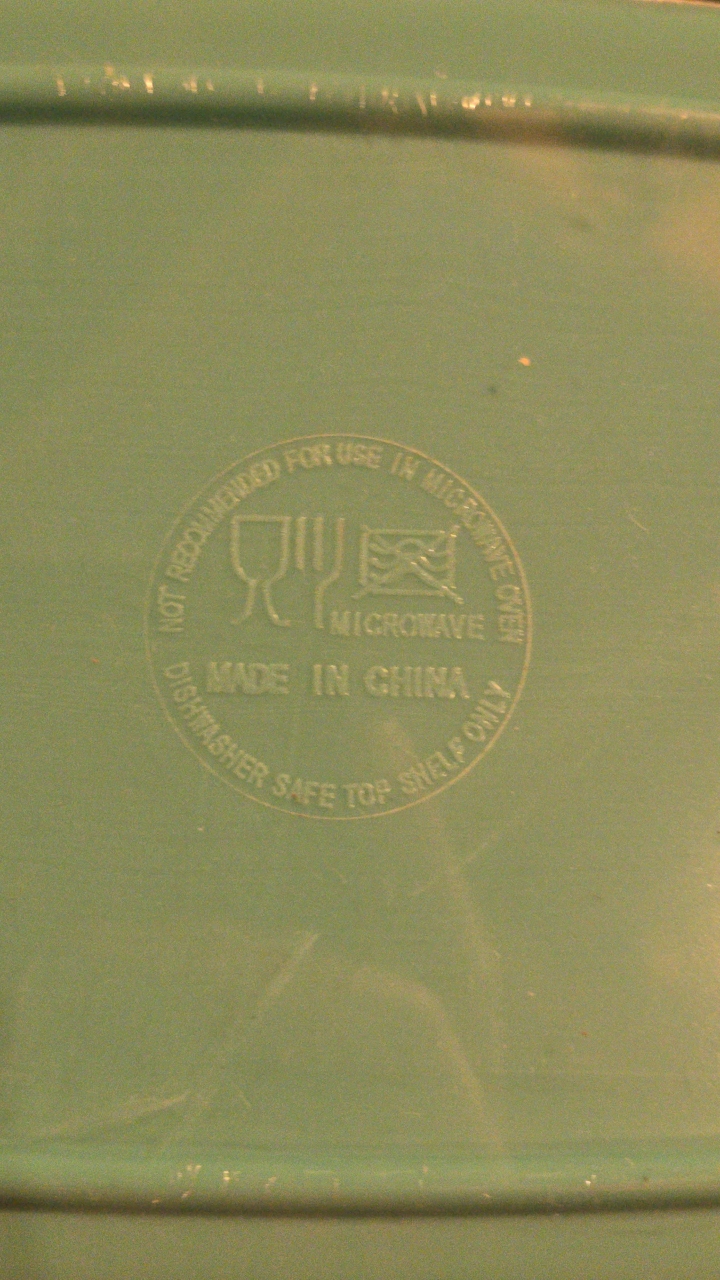 NOT RECOMMENDED FOR USE IN MICROWAVE OVEN
MICROWAVE
MADE IN CHINA
DISHWASHER SAFE TOP SHELF ONLY